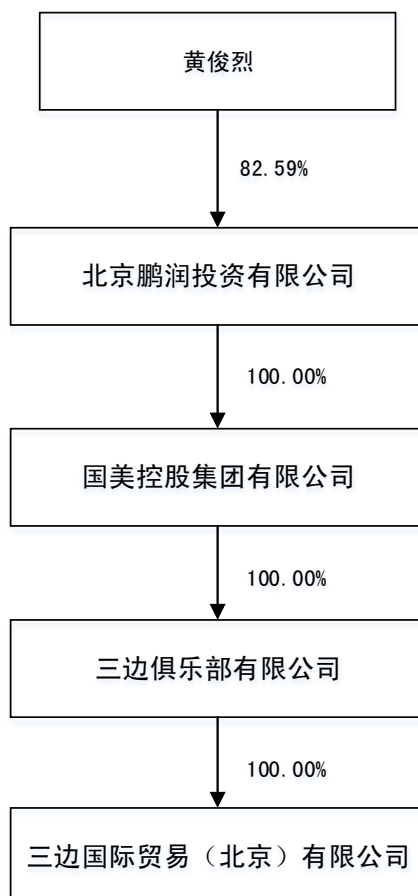 黄俊烈
82.59%
北京鹏润投资有限公司
100.00%
国美控股集团有限公司
100.00%
三边俱乐部有限公司
100.00%
三边国际贸易（北京）有限公司